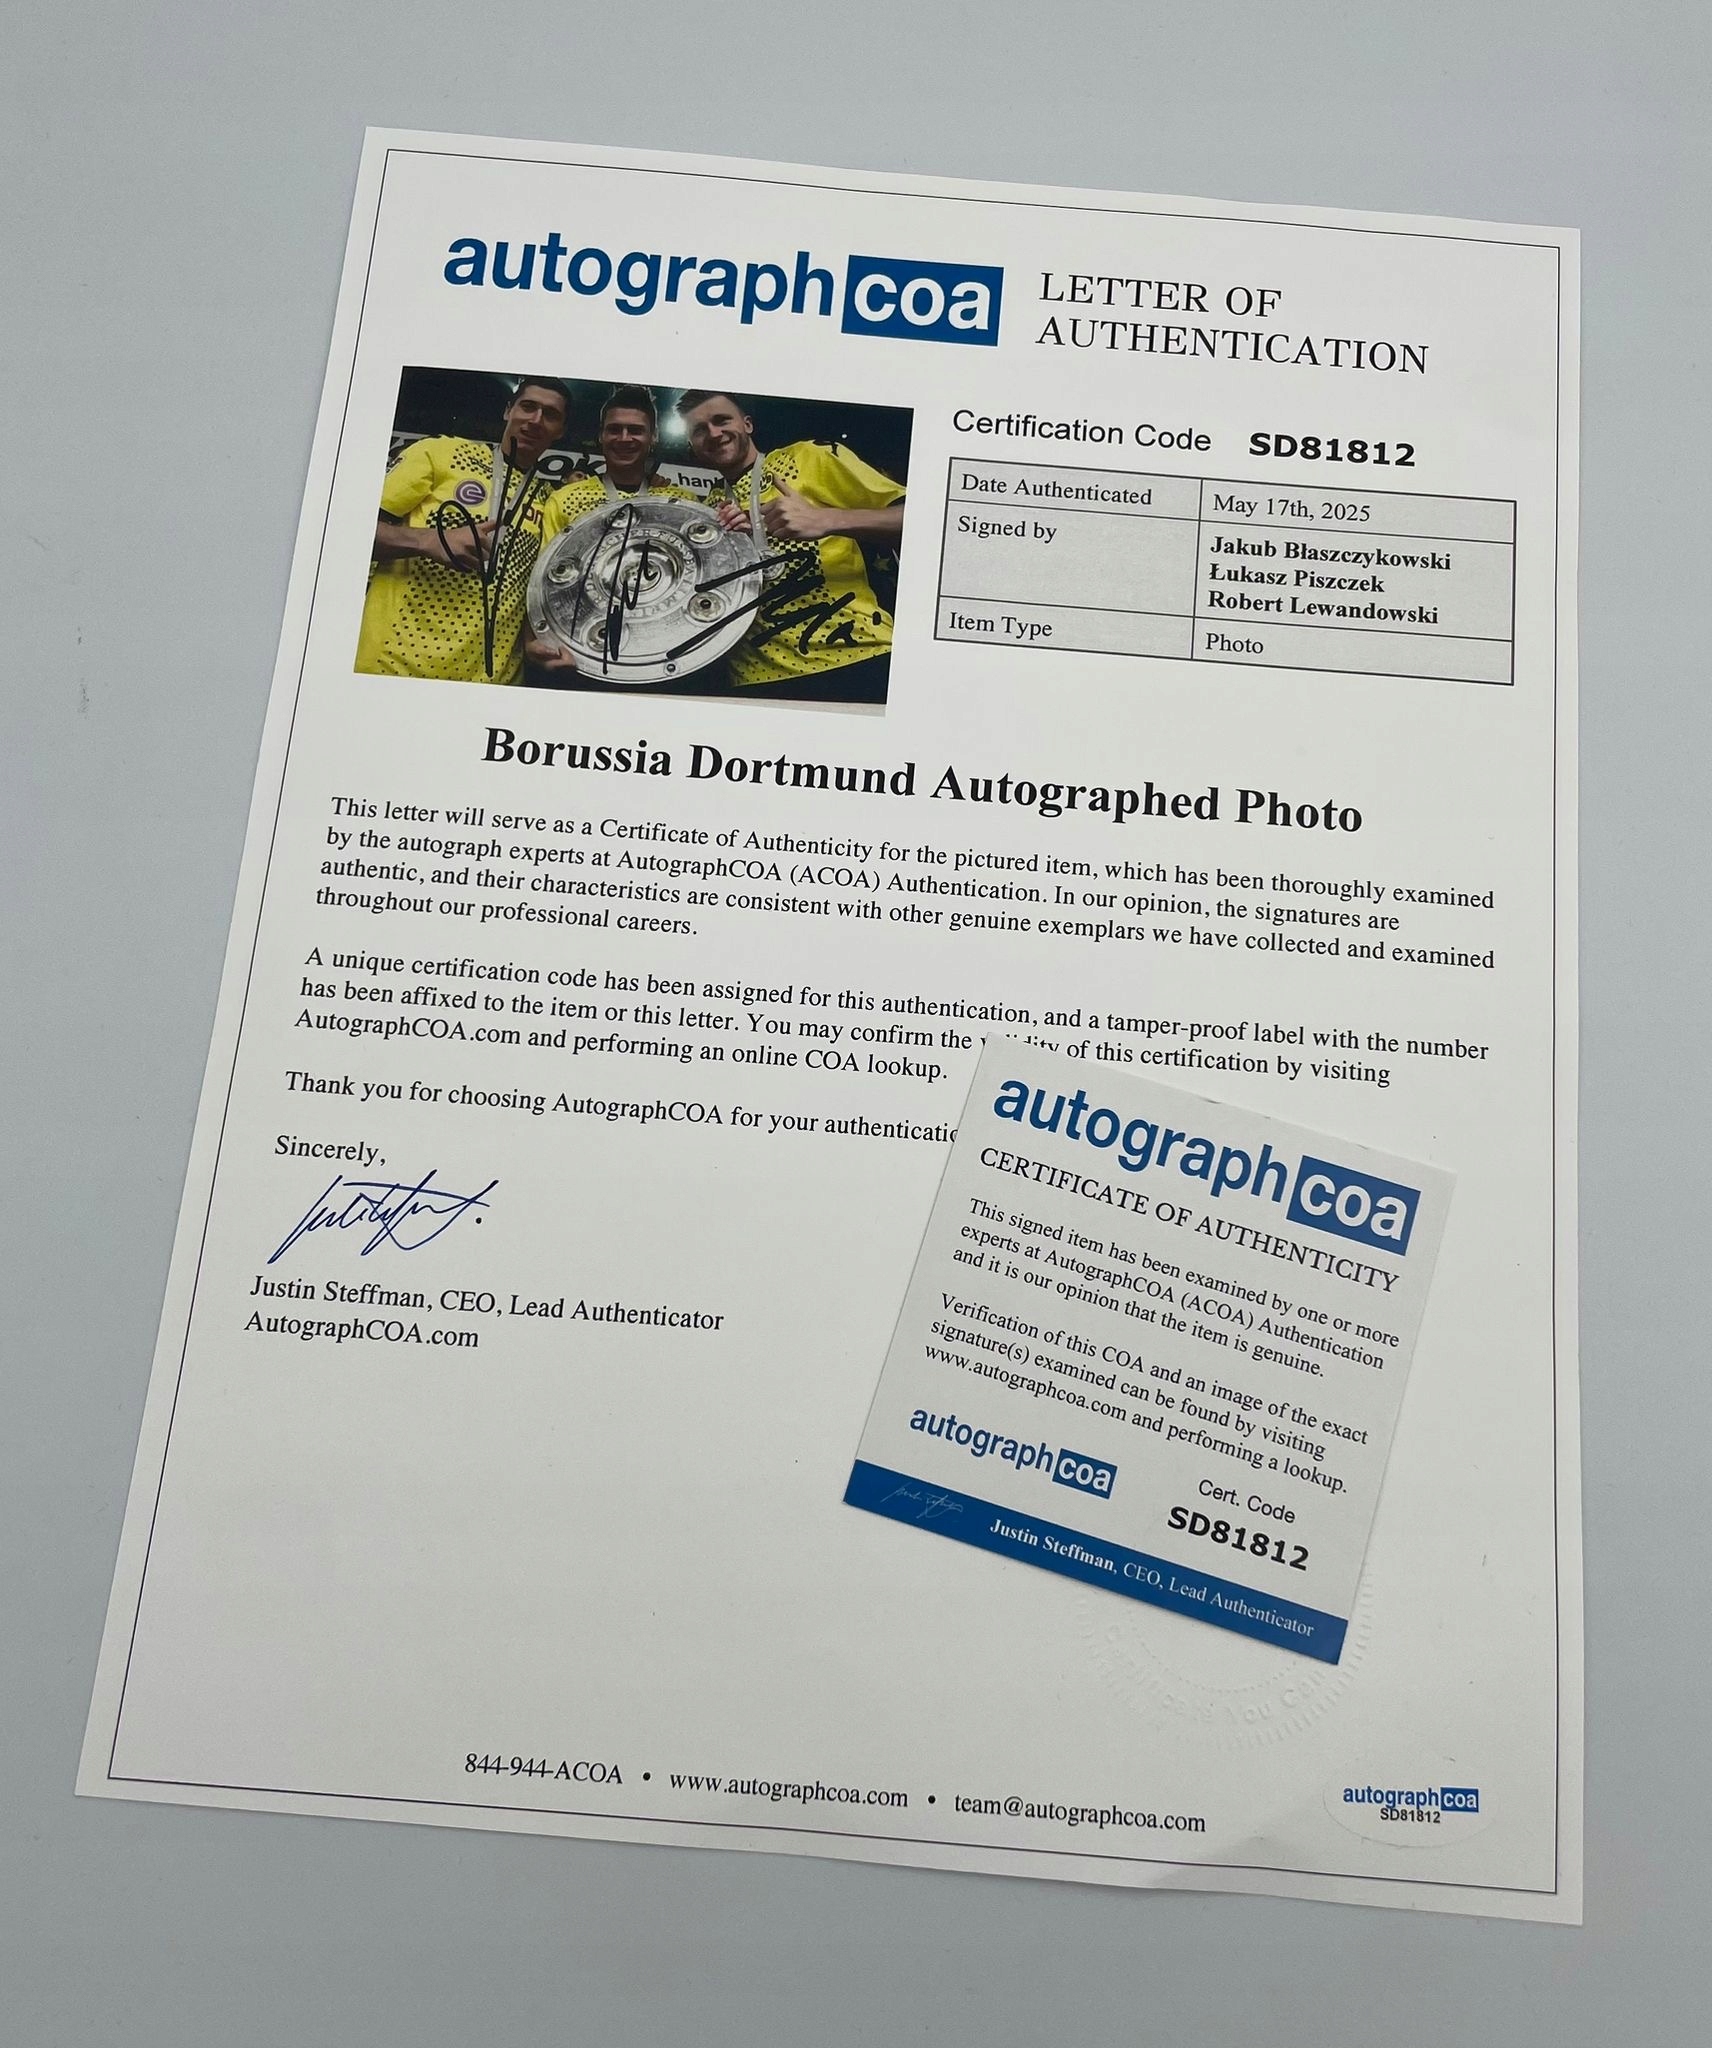 autographcoa
LETTER OF
AUTHENTICATION
hank
Certification Code SD81812
Date Authenticated May 17th, 2025
Signed by Jakub Błaszczykowski
Łukasz Piszczek
Robert Lewandowski
Item Type Photo
Borussia Dortmund Autographed Photo
This letter will serve as a Certificate of Authenticity for the pictured item, which has been thoroughly examined
by the autograph experts at AutographCOA (ACOA) Authentication. In our opinion, the signatures are
authentic, and their characteristics are consistent with other genuine exemplars we have collected and examined
throughout our professional careers.
A unique certification code has been assigned for this authentication, and a tamper-proof label with the number
has been affixed to the item or this letter. You may confirm the validity of this certification by visiting
AutographCOA.com and performing an online COA lookup.
Thank you for choosing AutographCOA for your
Sincerely,
Justin Steffman, CEO, Lead Authenticator
AutographCOA.com
autographcoa
CERTIFICATE OF AUTHENTICITY
This signed item has been examined by one or more
experts at AutographCOA (ACOA) Authentication
and it is our opinion that the item is genuine.
Verification of this COA and an image of the exact
signature(s) examined can be found by visiting
www.autographcoa.com and performing a lookup.
autographcoa
Cert. Code
SD81812
Justin Steffman, CEO, Lead Authenticator
844-944-ACOA • www.autographcoa.com • team@autographcoa.com
autographcoa
SD81812